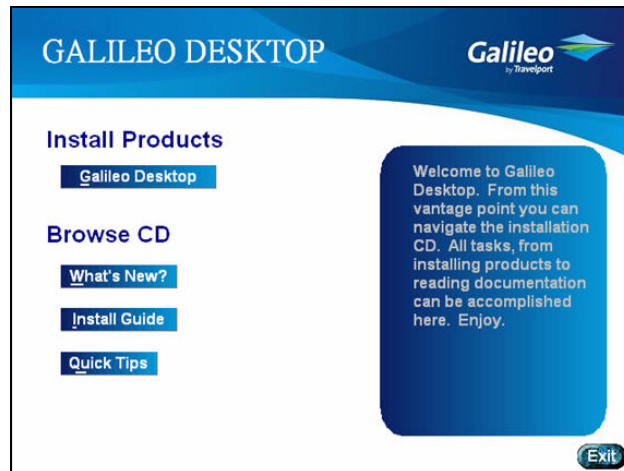 GALILEO DESKTOP
Galileo
by Travelport
Install Products
Galileo Desktop
Browse CD
What's New?
Install Guide
Quick Tips
Welcome to Galileo
Desktop. From this
vantage point you can
navigate the installation
CD. All tasks, from
installing products to
reading documentation
can be accomplished
here. Enjoy.
Exit